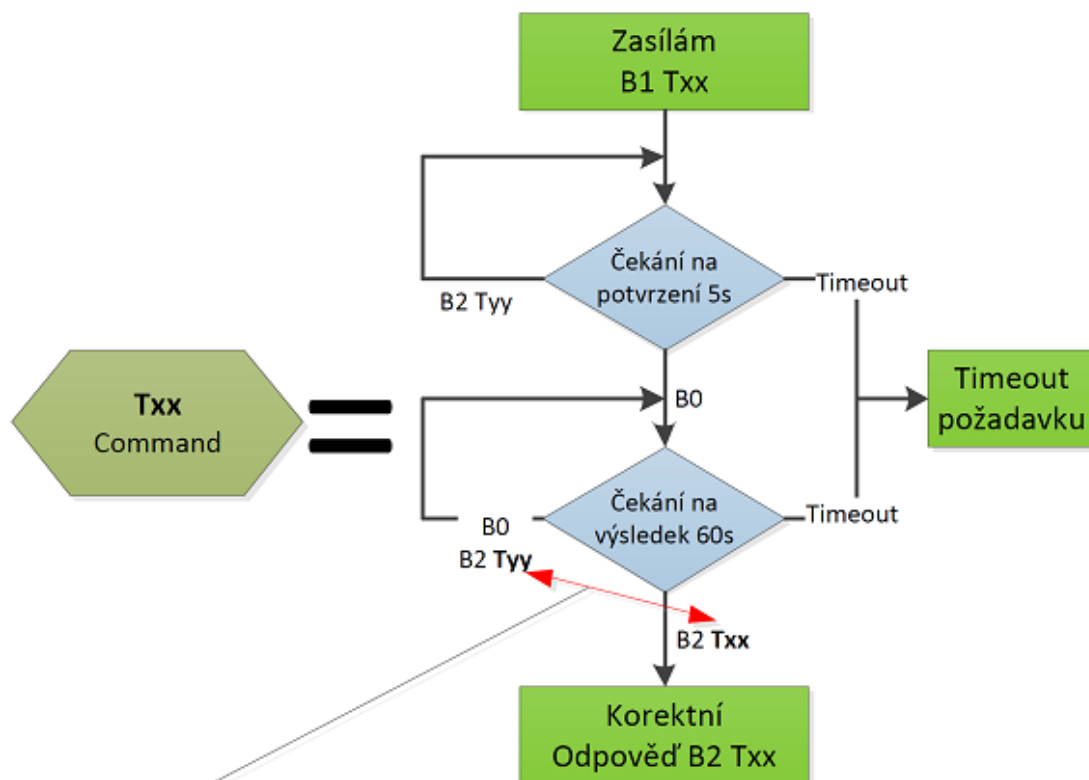 Zasílám
B1 Txx
Čekání na
potvrzení 5s
Timeout
B2 Tyy
Txx
Command
B0
Timeout
požadavku
Čekání na
výsledek 60s
Timeout
B0
B2 Tyy
B2 Txx
Korektní
Odpověď B2 Txx